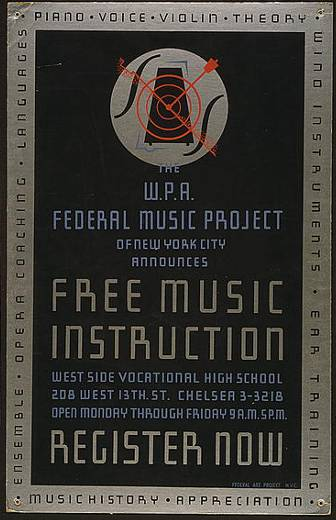 PIANO · VOICE · VIOLIN · THEORY
WIND INSTRUMENTS · EAR TRAINING
THE
W.P.A.
FEDERAL MUSIC PROJECT
OF NEW YORK CITY
ANNOUNCES
FREE MUSIC
INSTRUCTION
WEST SIDE VOCATIONAL HIGH SCHOOL
208 WEST 13TH. ST. CHELSEA 3-3218
OPEN MONDAY THROUGH FRIDAY 9A.M. 5P.M.
REGISTER NOW
FEDERAL ART PROJECT N.Y.C.
ENSEMBLE · OPERA COACHING · LANGUAGES
MUSIC HISTORY · APPRECIATION